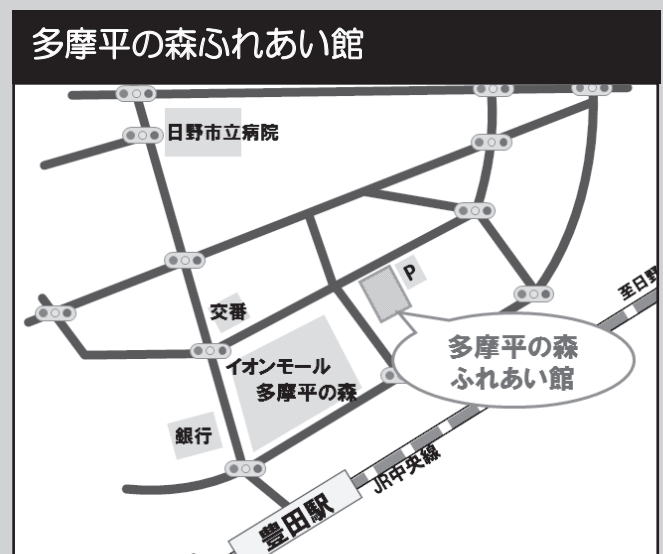 多摩平の森ふれあい館
日野市立病院
P
至日野
交番
多摩平の森
ふれあい館
イオンモール
多摩平の森
銀行
JR中央線
豊田駅